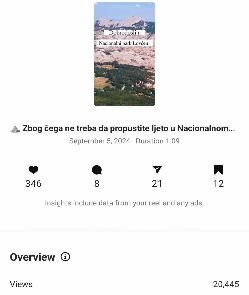 Dobrodošli u
Nacionalni park Lovćen
Zbog čega ne treba da propustite ljeto u Nacionalnom...
September 5, 2024 · Duration 1:09
346
8
21
12
Insights include data from your reel and any ads.
Overview
Views
20,445